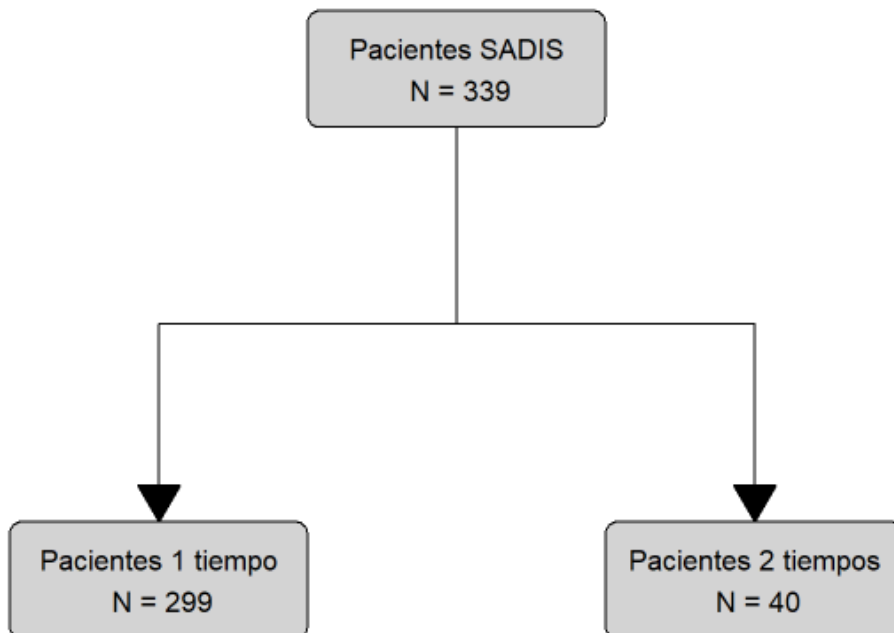 Pacientes SADIS
N = 339
Pacientes 1 tiempo
N = 299
Pacientes 2 tiempos
N = 40